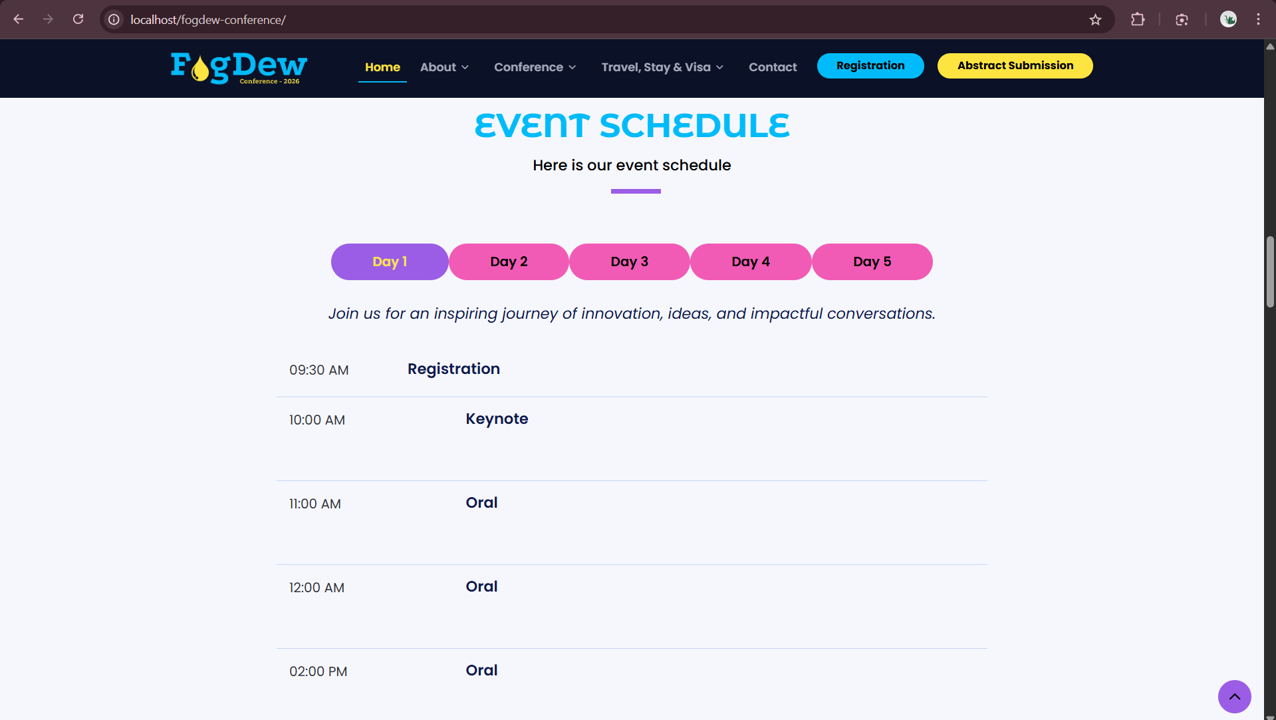 localhost/fogdew-conference/
FogDew
Conference - 2026
Home
About
Conference
Travel, Stay & Visa
Contact
Registration
Abstract Submission
EVENT SCHEDULE
Here is our event schedule
Day 1
Day 2
Day 3
Day 4
Day 5
Join us for an inspiring journey of innovation, ideas, and impactful conversations.
09:30 AM Registration
10:00 AM Keynote
11:00 AM Oral
12:00 AM Oral
02:00 PM Oral